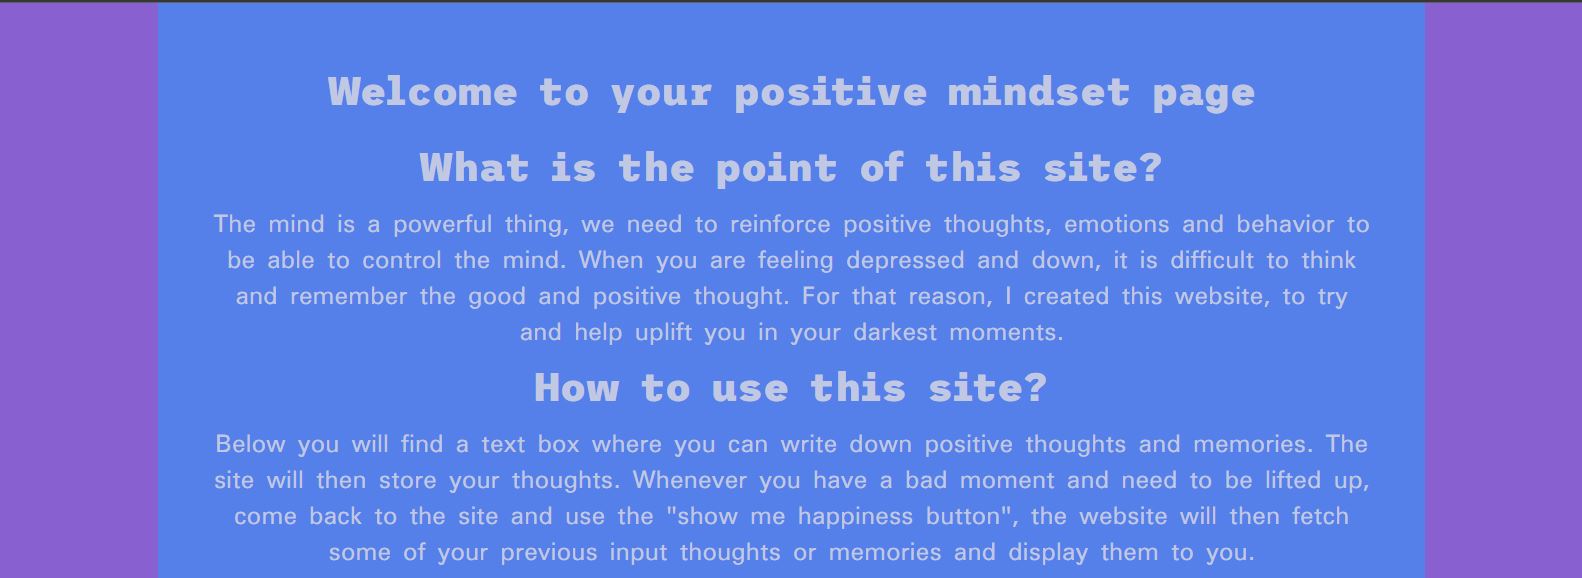 Welcome to your positive mindset page
What is the point of this site?
The mind is a powerful thing, we need to reinforce positive thoughts, emotions and behavior to
be able to control the mind. When you are feeling depressed and down, it is difficult to think
and remember the good and positive thought. For that reason, I created this website, to try
and help uplift you in your darkest moments.
How to use this site?
Below you will find a text box where you can write down positive thoughts and memories. The
site will then store your thoughts. Whenever you have a bad moment and need to be lifted up,
come back to the site and use the "show me happiness button", the website will then fetch
some of your previous input thoughts or memories and display them to you.